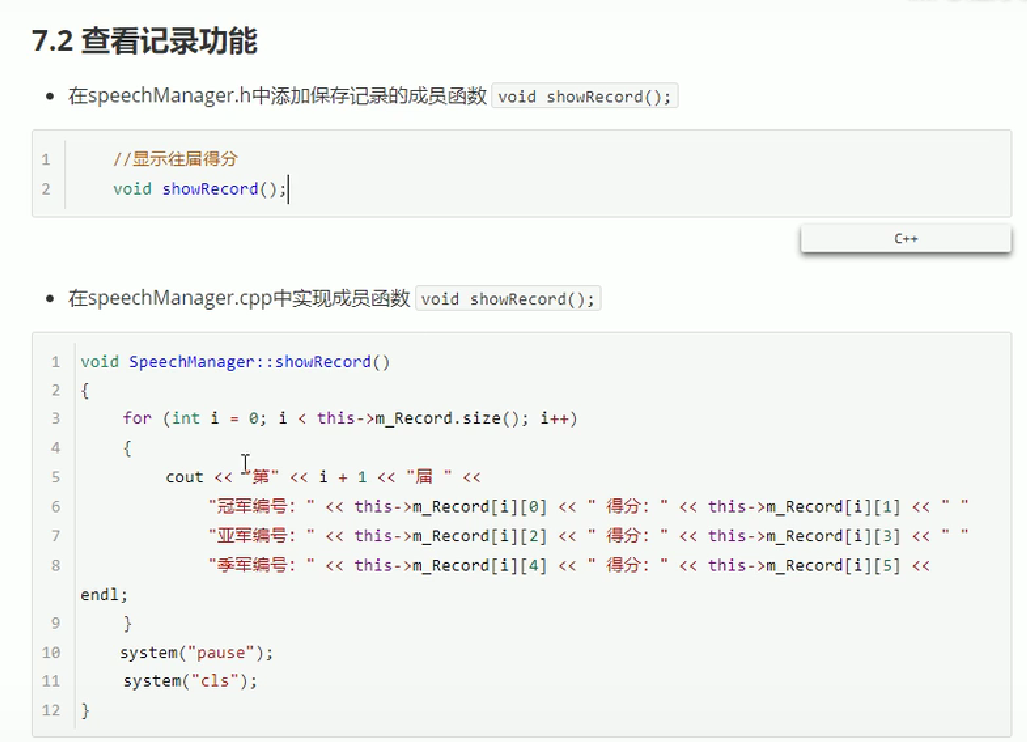 7.2 查看记录功能
• 在speechManager.h中添加保存记录的成员函数 void showRecord();
1 //显示往届得分
2 void showRecord();
C++
• 在speechManager.cpp中实现成员函数 void showRecord();
1 void SpeechManager::showRecord()
2 {
3 for (int i = 0; i < this->m_Record.size(); i++)
4 {
5 cout << "第" << i + 1 << "届 " <<
6 "冠军编号: " << this->m_Record[i][0] << " 得分: " << this->m_Record[i][1] << " "
7 "亚军编号: " << this->m_Record[i][2] << " 得分: " << this->m_Record[i][3] << " "
8 "季军编号: " << this->m_Record[i][4] << " 得分: " << this->m_Record[i][5] <<
endl;
9 }
10 system("pause");
11 system("cls");
12 }